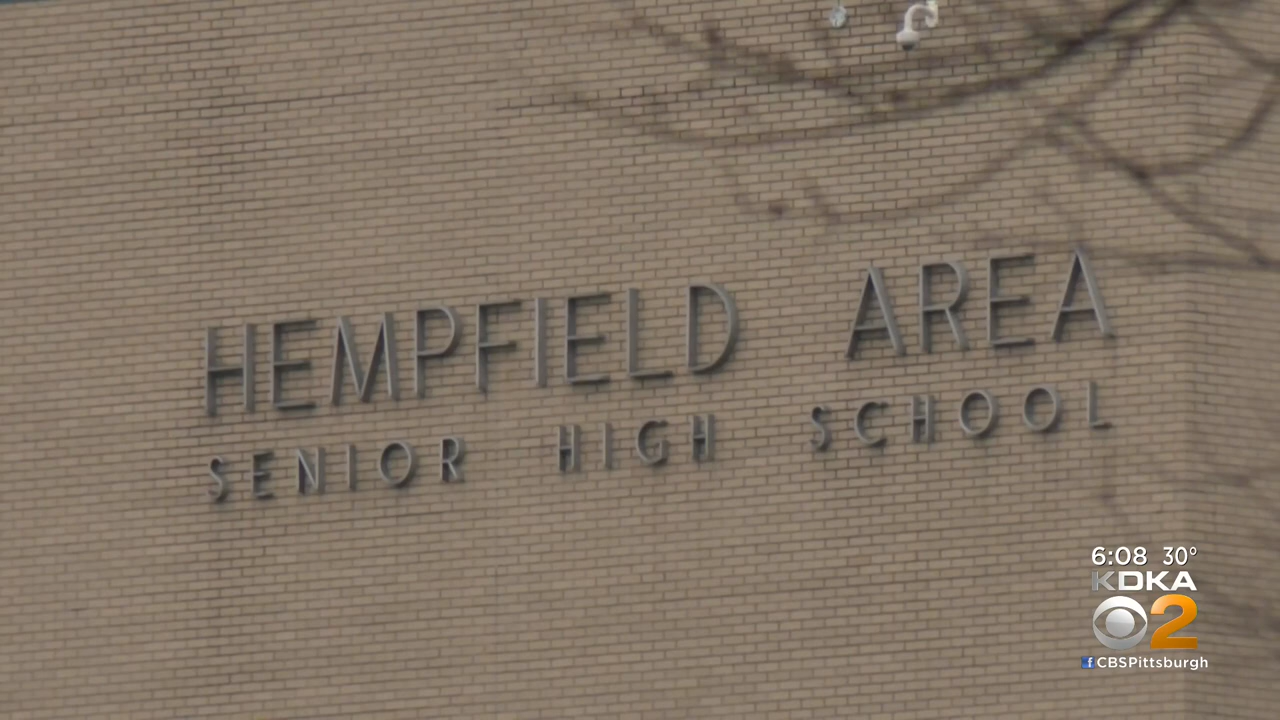 HEMPFIELD AREA
SENIOR HIGH SCHOOL
6:08 30°
KDKA
2
f CBSPittsburgh